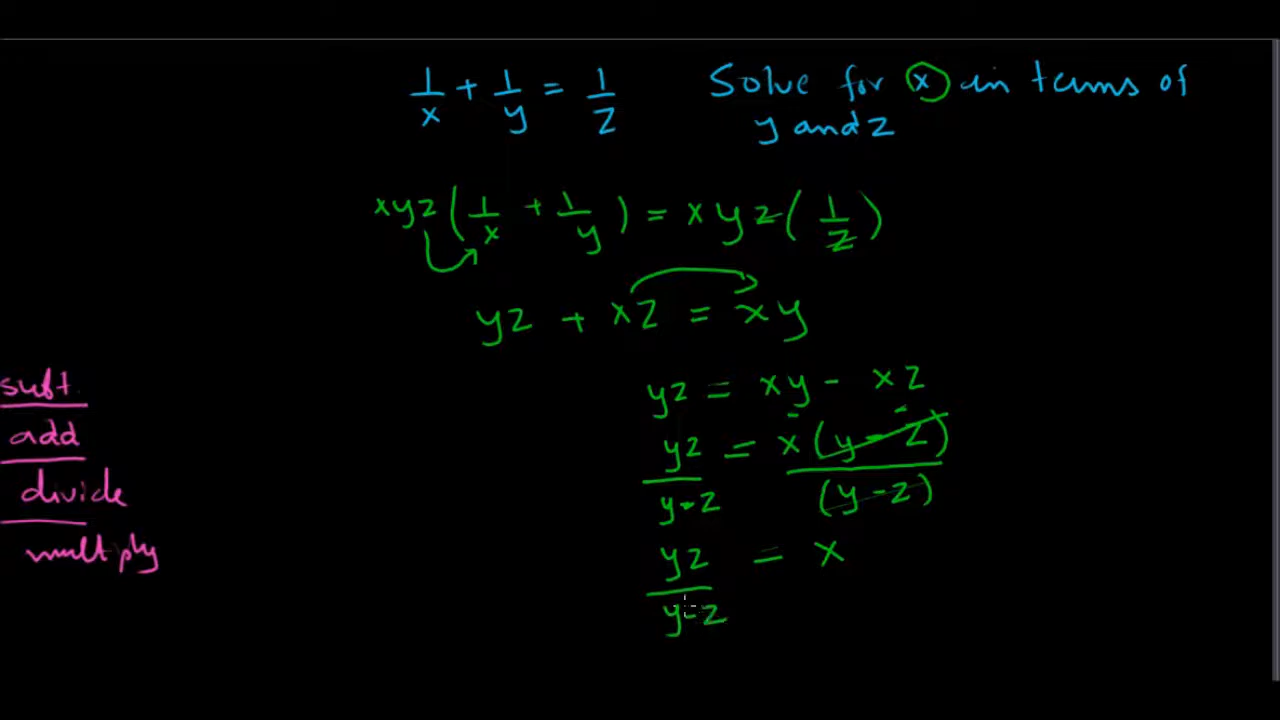 1/x + 1/y = 1/z Solve for x in terms of
y and z
xyz(1/x + 1/y) = xyz(1/z)
yz + xz = xy
subt.
yz = xy - xz
add
yz/y-z = x(y-z)/(y-z)
divide
multiply
yz/y-z = x